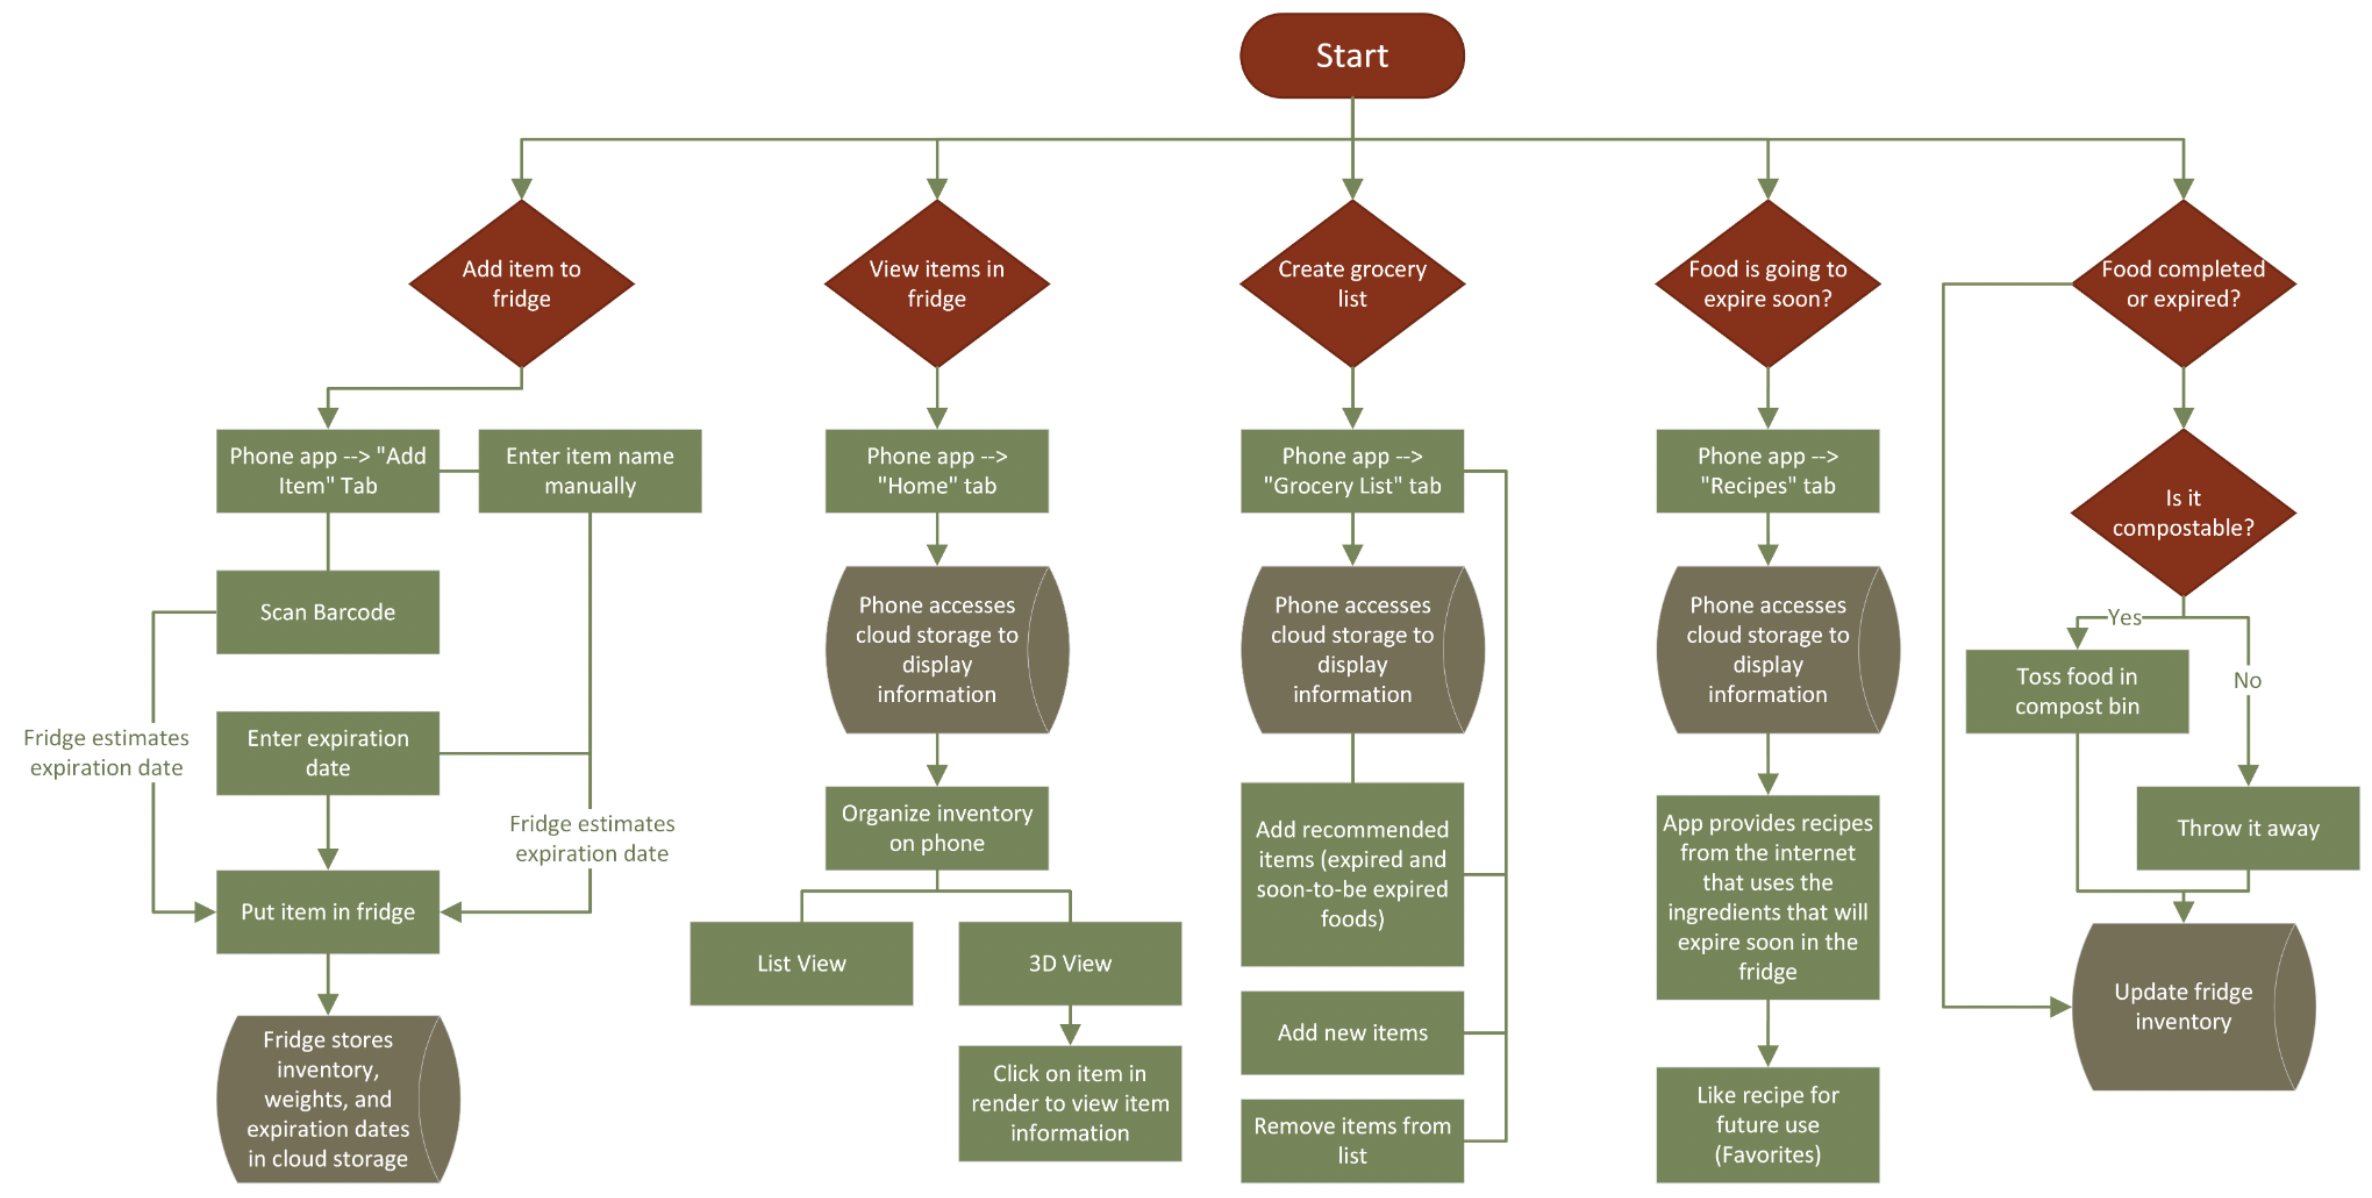 Start
Add item to
fridge
View items in
fridge
Create grocery
list
Food is going to
expire soon?
Food completed
or expired?
Phone app --> "Add
Item" Tab
Enter item name
manually
Scan Barcode
Fridge estimates
expiration date
Enter expiration
date
Fridge estimates
expiration date
Put item in fridge
Fridge stores
inventory,
weights, and
expiration dates
in cloud storage
Phone app -->
"Home" tab
Phone accesses
cloud storage to
display
information
Organize inventory
on phone
List View
3D View
Click on item in
render to view item
information
Phone app -->
"Grocery List" tab
Phone accesses
cloud storage to
display
information
Add recommended
items (expired and
soon-to-be expired
foods)
Add new items
Remove items from
list
Phone app -->
"Recipes" tab
Phone accesses
cloud storage to
display
information
App provides recipes
from the internet
that uses the
ingredients that will
expire soon in the
fridge
Like recipe for
future use
(Favorites)
Is it
compostable?
Yes
No
Toss food in
compost bin
Throw it away
Update fridge
inventory